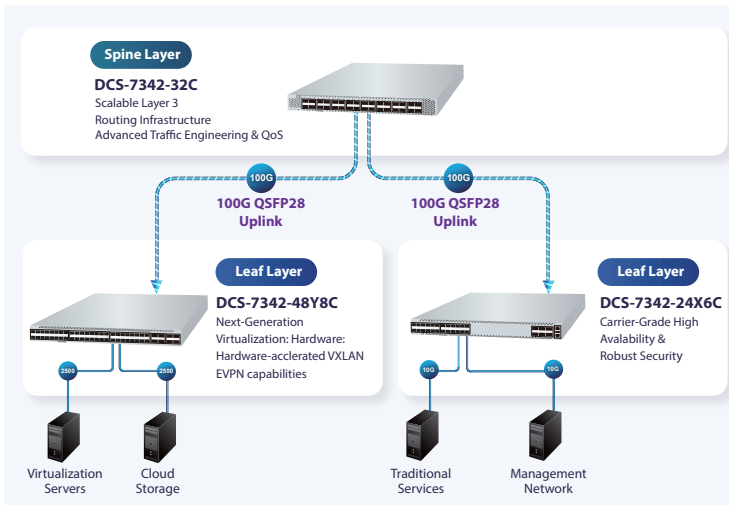 Spine Layer
DCS-7342-32C
Scalable Layer 3
Routing Infrastructure
Advanced Traffic Engineering & QoS
100G
100G
100G QSFP28
Uplink
100G QSFP28
Uplink
Leaf Layer
DCS-7342-48Y8C
Next-Generation
Virtualization: Hardware:
Hardware-acclerated VXLAN
EVPN capabilities
Leaf Layer
DCS-7342-24X6C
Carrier-Grade High
Avalability &
Robust Security
2500
2500
10G
10G
Virtualization
Servers
Cloud
Storage
Traditional
Services
Management
Network